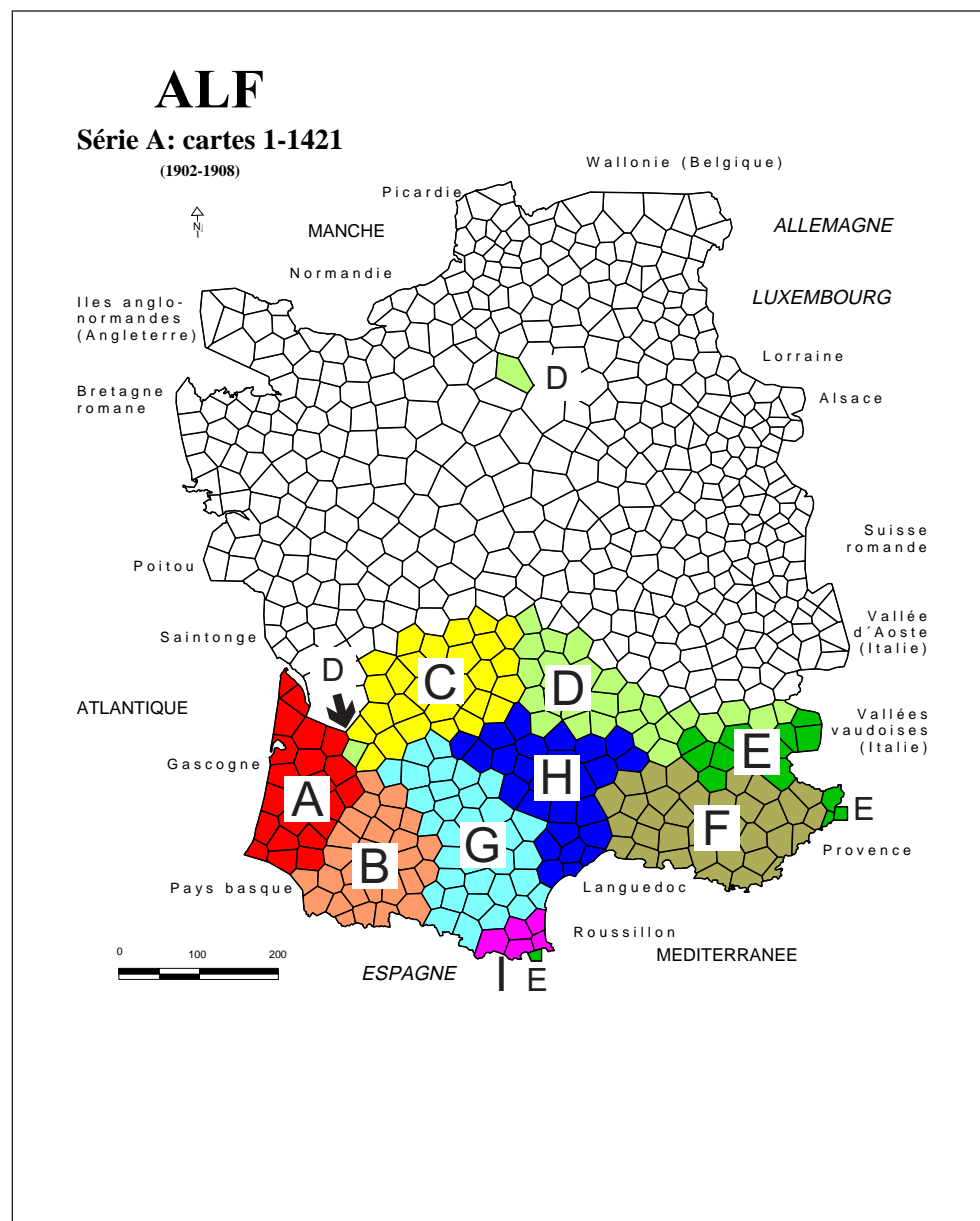 ALF
Série A: cartes 1-1421
(1902-1908)
Wallonie (Belgique)
Picardie
N
MANCHE
ALLEMAGNE
Normandie
Iles anglo-
normandes
(Angleterre)
LUXEMBOURG
Lorraine
D
Bretagne
romane
Alsace
Suisse
romande
Poitou
Saintonge
Vallée
d´Aoste
(Italie)
D
C
D
ATLANTIQUE
Vallées
vaudoises
(Italie)
E
Gascogne
H
A
E
F
G
B
Provence
Pays basque
Languedoc
Roussillon
0 100 200
MEDITERRANEE
ESPAGNE
I
E